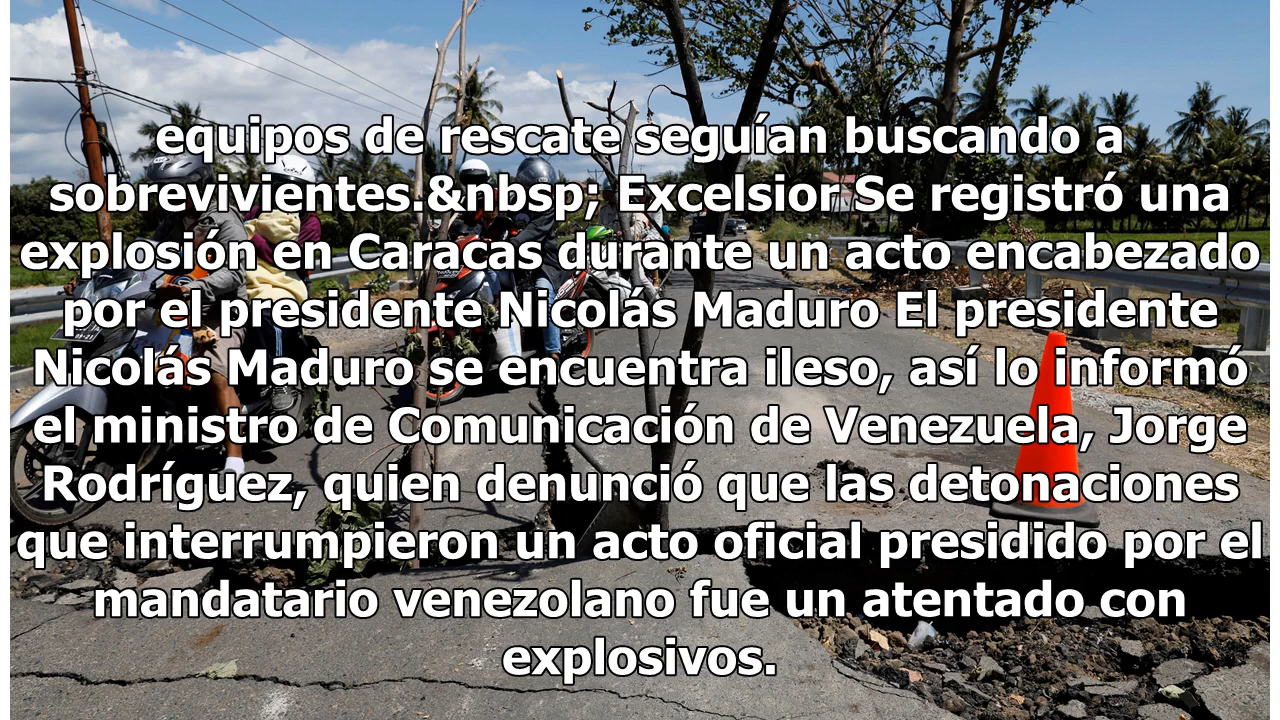 equipos de rescate seguían buscando a
sobrevivientes.&nbsp; Excelsior Se registró una
explosión en Caracas durante un acto encabezado
por el presidente Nicolás Maduro El presidente
Nicolás Maduro se encuentra ileso, así lo informó
el ministro de Comunicación de Venezuela, Jorge
Rodríguez, quien denunció que las detonaciones
que interrumpieron un acto oficial presidido por el
mandatario venezolano fue un atentado con
explosivos.